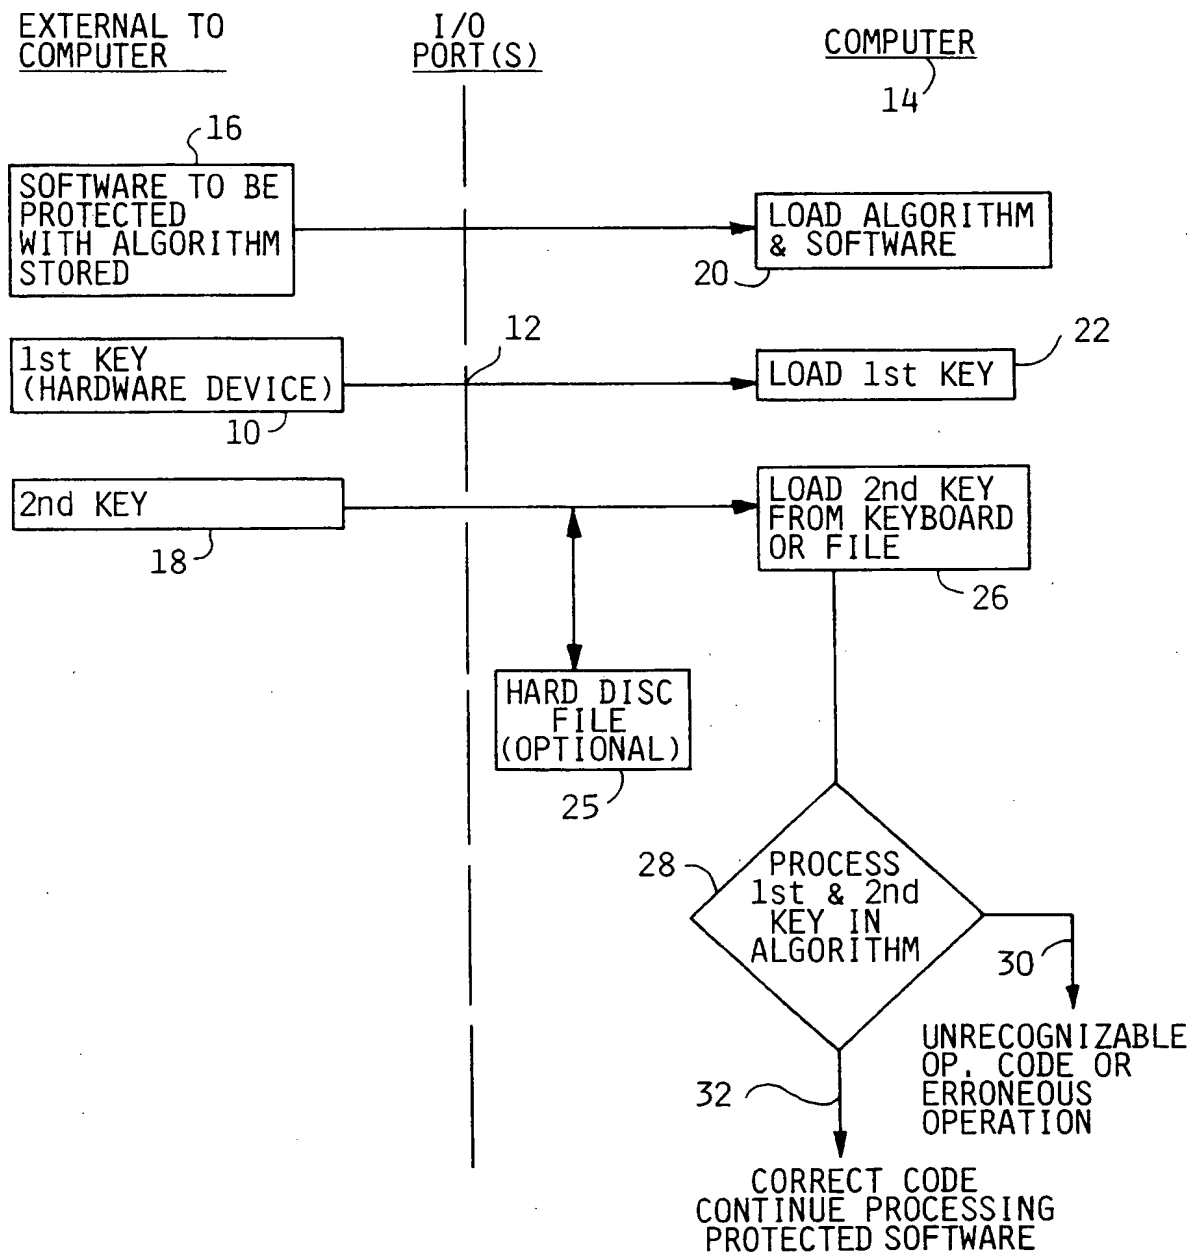 EXTERNAL TO
COMPUTER
I/O
PORT(S)
COMPUTER
14
16
SOFTWARE TO BE
PROTECTED
WITH ALGORITHM
STORED
LOAD ALGORITHM
& SOFTWARE
20
12
22
1st KEY
(HARDWARE DEVICE)
10
LOAD 1st KEY
2nd KEY
18
LOAD 2nd KEY
FROM KEYBOARD
OR FILE
26
HARD DISC
FILE
(OPTIONAL)
25
28
PROCESS
1st & 2nd
KEY IN
ALGORITHM
30
UNRECOGNIZABLE
OP. CODE OR
ERRONEOUS
OPERATION
32
CORRECT CODE
CONTINUE PROCESSING
PROTECTED SOFTWARE